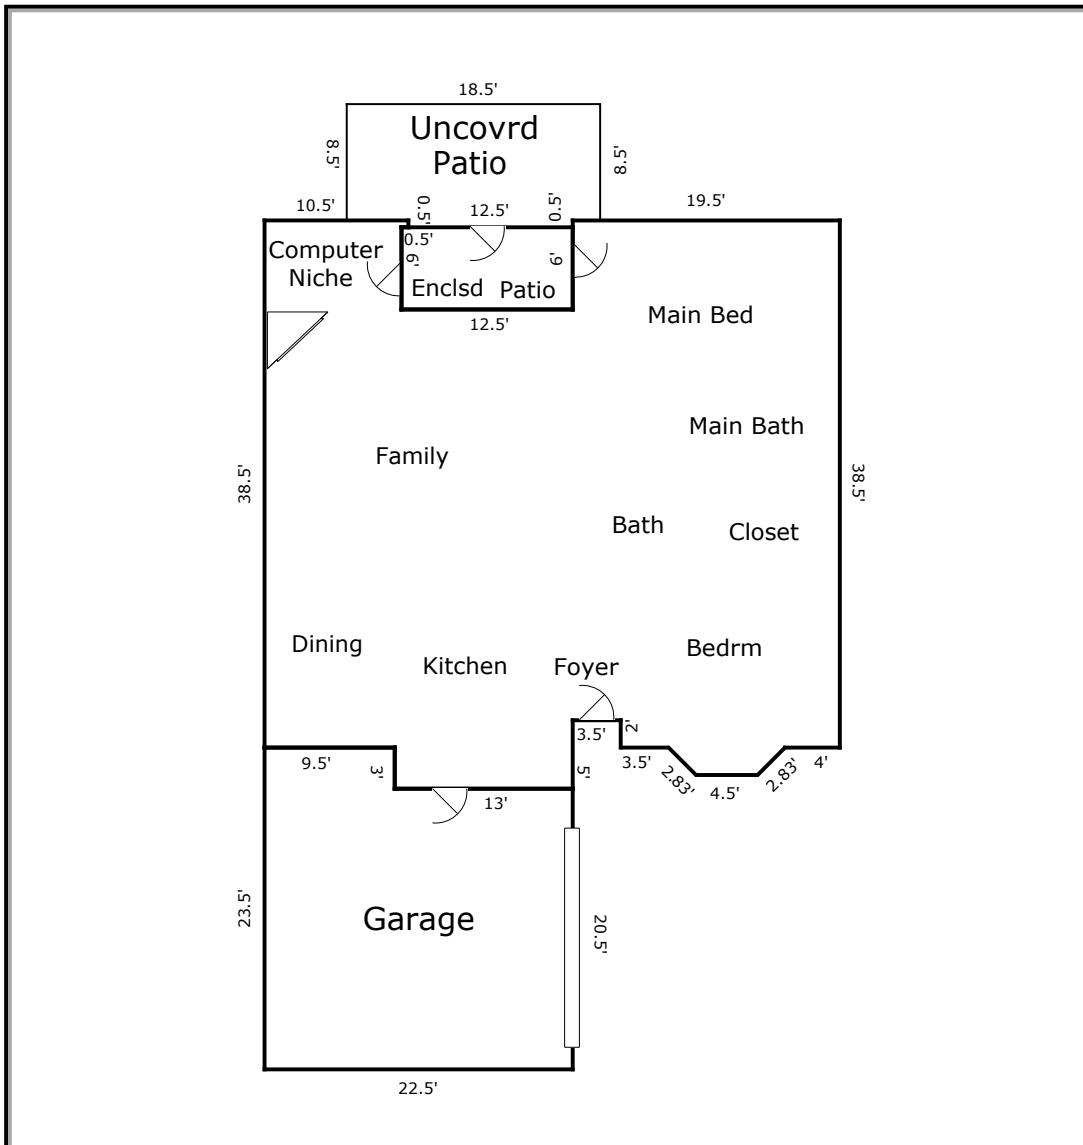 18.5'
Uncovrd
Patio
8.5'
8.5'
10.5'
0.5'
12.5'
0.5'
19.5'
0.5'
Computer
Niche
6'
6'
Enclsd Patio
12.5'
Main Bed
Main Bath
Family
38.5'
38.5'
Bath
Closet
Dining
Kitchen
Foyer
Bedrm
3.5'
2'
9.5'
3'
5'
3.5'
2.83'
4.5'
2.83'
4'
13'
23.5'
Garage
20.5'
22.5'